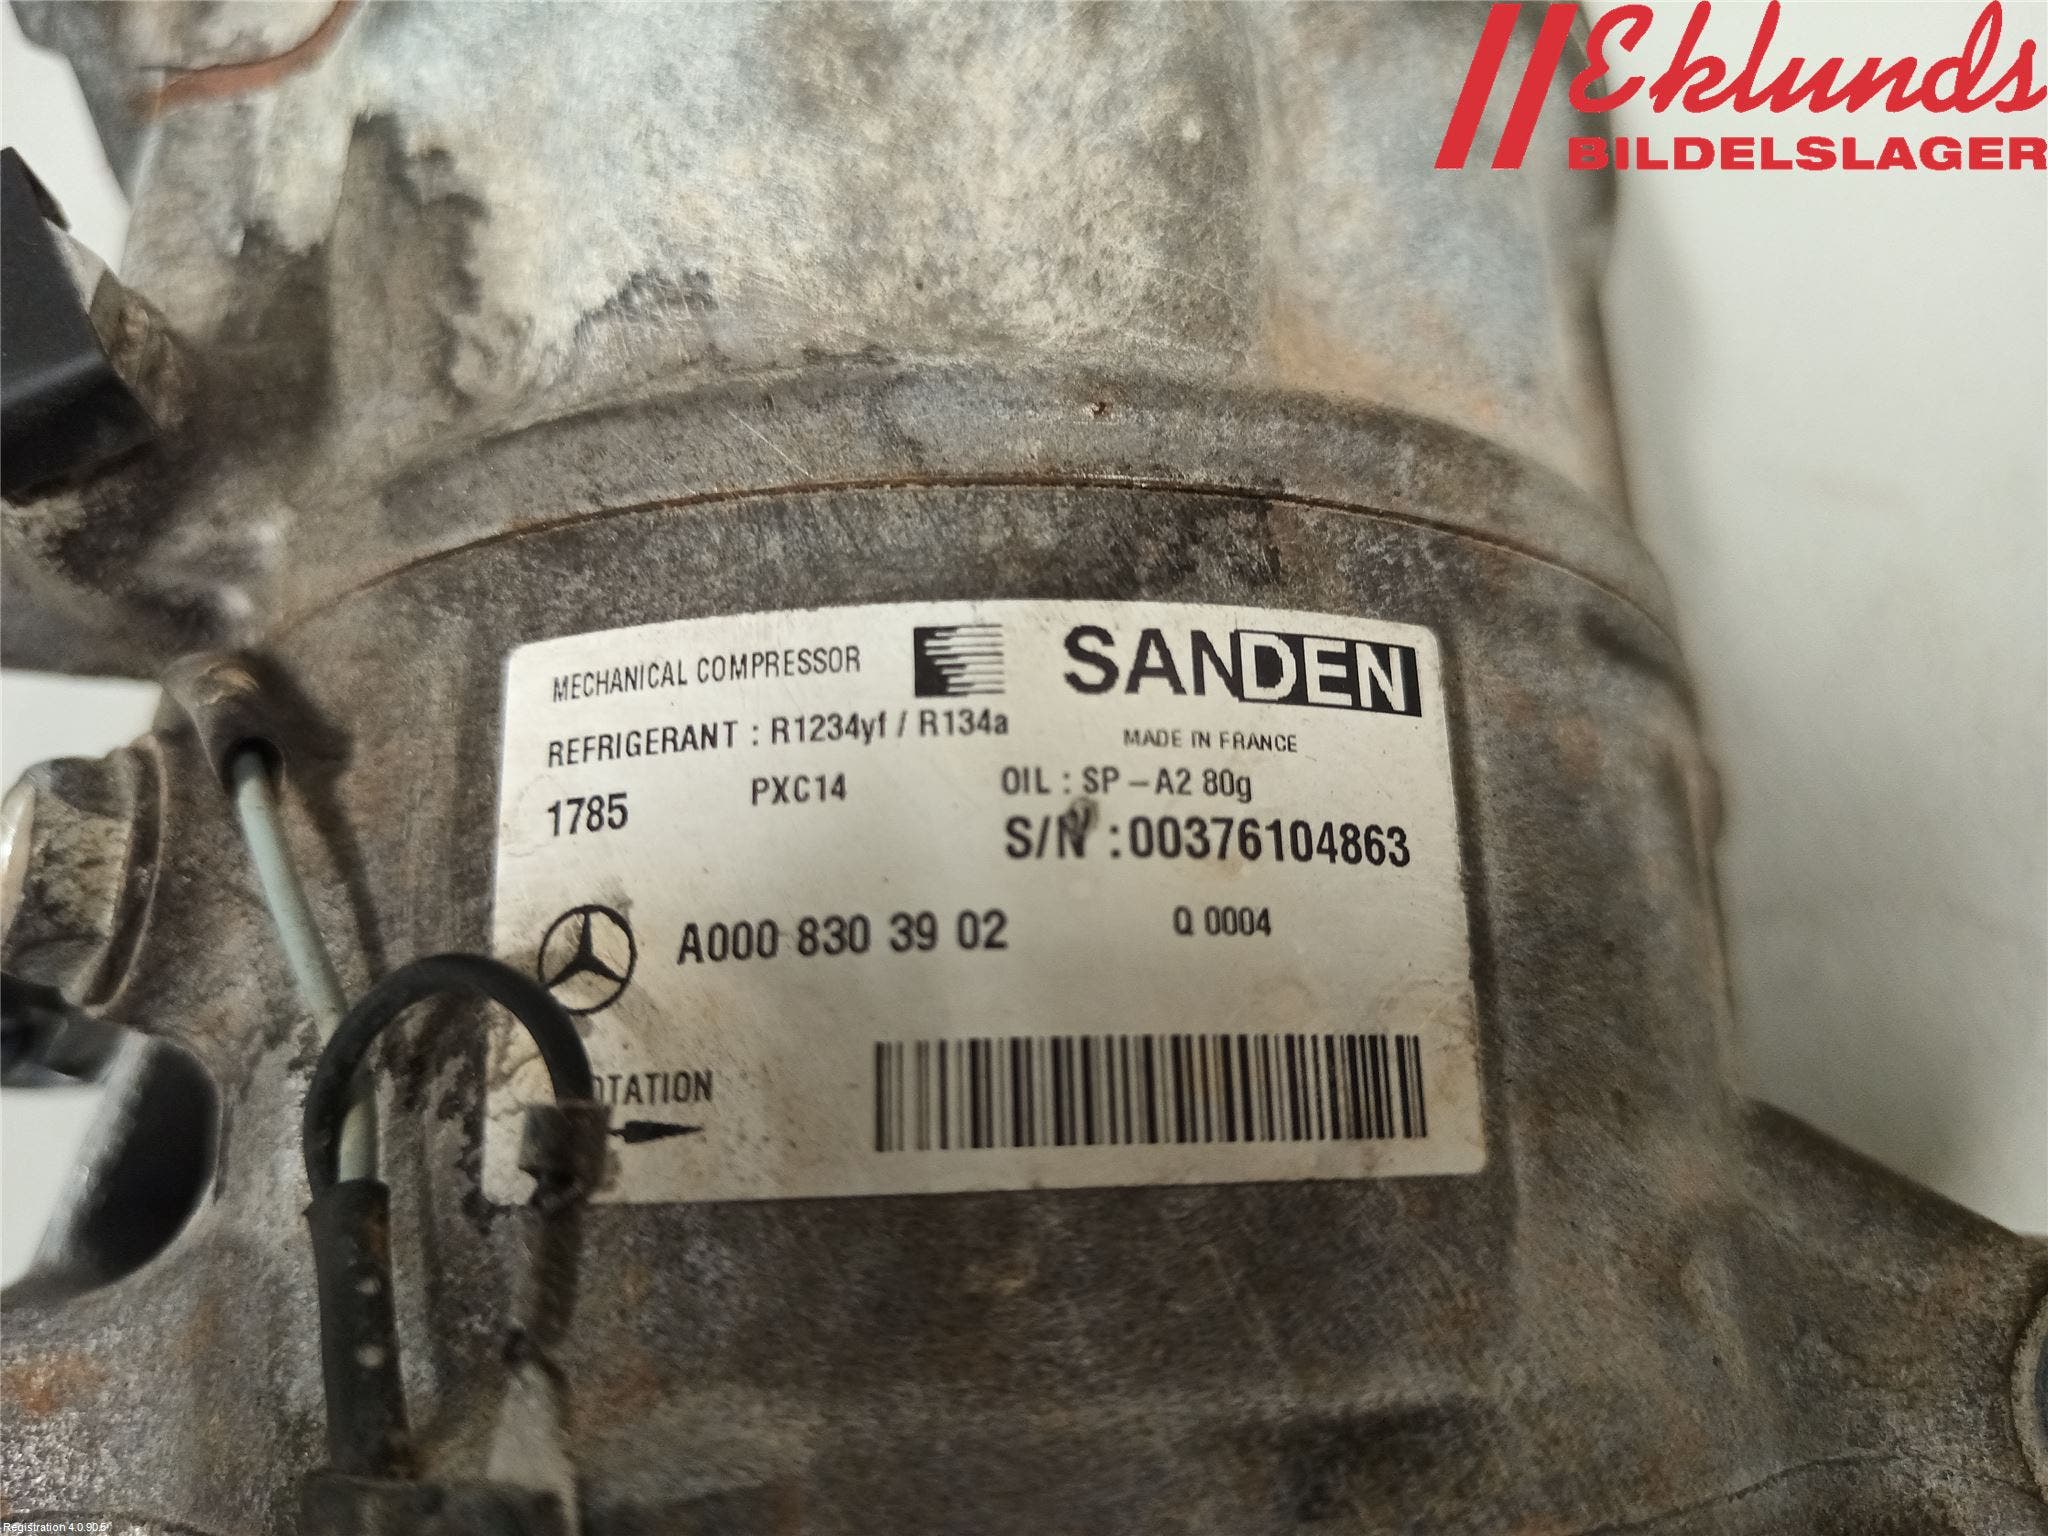 Eklunds
BILDELSLAGER
MECHANICAL COMPRESSOR
SANDEN
REFRIGERANT : R1234yf / R134a
MADE IN FRANCE
1785 PXC14 OIL : SP – A2 80g
S/N : 00376104863
A000 830 39 02 Q 0004
OTATION
Registration 4.0.90.5